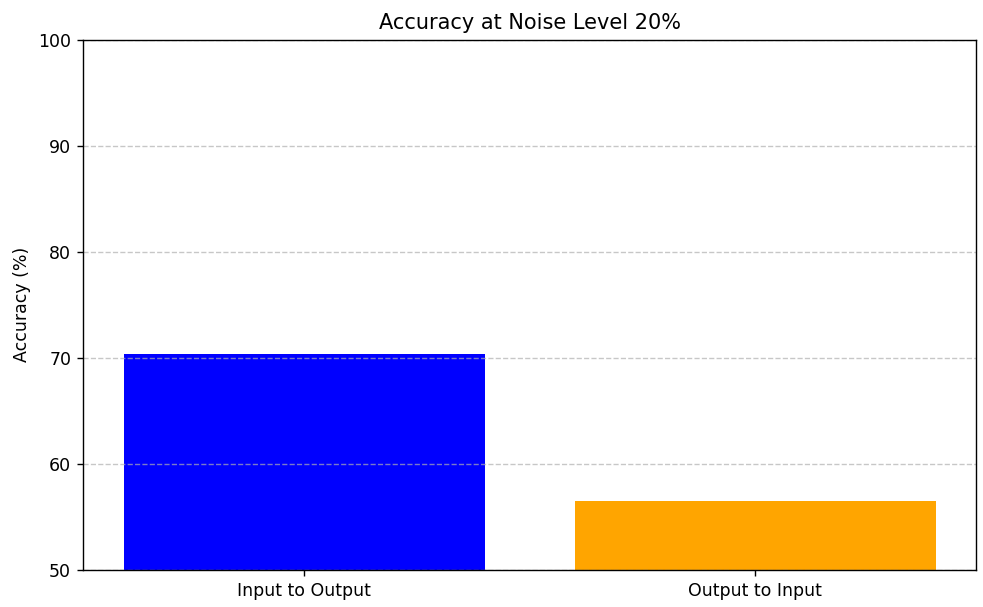 Accuracy at Noise Level 20%
100
90
80
70
60
50
Accuracy (%)
Input to Output
Output to Input